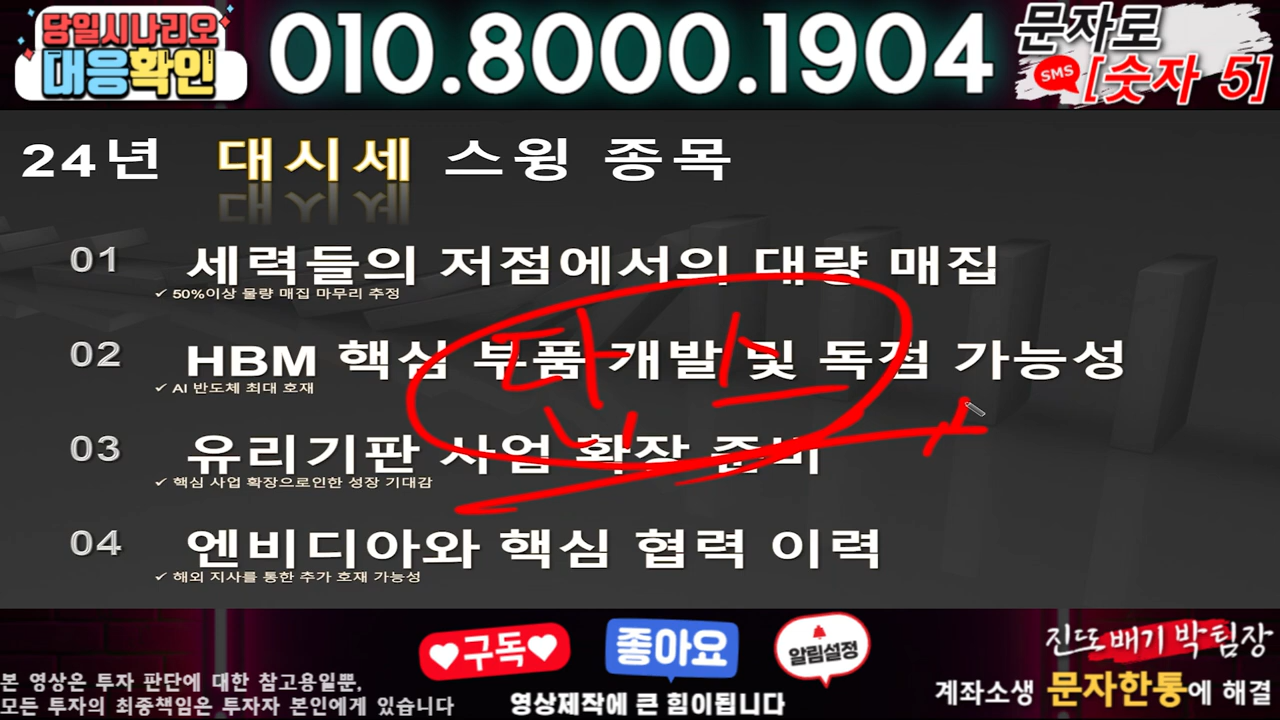 당일시나리오
대응확인
010.8000.1904
문자로
SMS
[숫자 5]
24년 대시세 스윙 종목
01 세력들의 저점에서의 대량 매집
✓ 50%이상 물량 매집 마무리 추정
02 HBM 핵심 부품 개발 및 독점 가능성
✓ AI 반도체 최대 호재
단스
03 유리기판 사업 확장 준비
✓ 핵심 사업 확장으로인한 성장 기대감
04 엔비디아와 핵심 협력 이력
✓ 해외 지사를 통한 추가 호재 가능성
구독
좋아요
알림설정
영상제작에 큰 힘이됩니다
본 영상은 투자 판단에 대한 참고용일뿐,
모든 투자의 최종책임은 투자자 본인에게 있습니다
진또배기 박팀장
계좌소생 문자한통에 해결